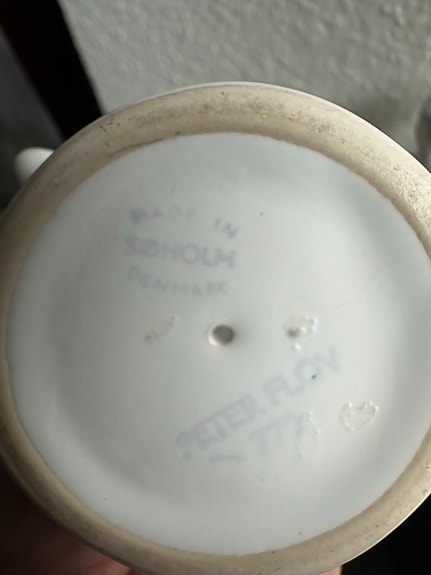 MADE IN
SØHOLM
DENMARK
PETER FLOV